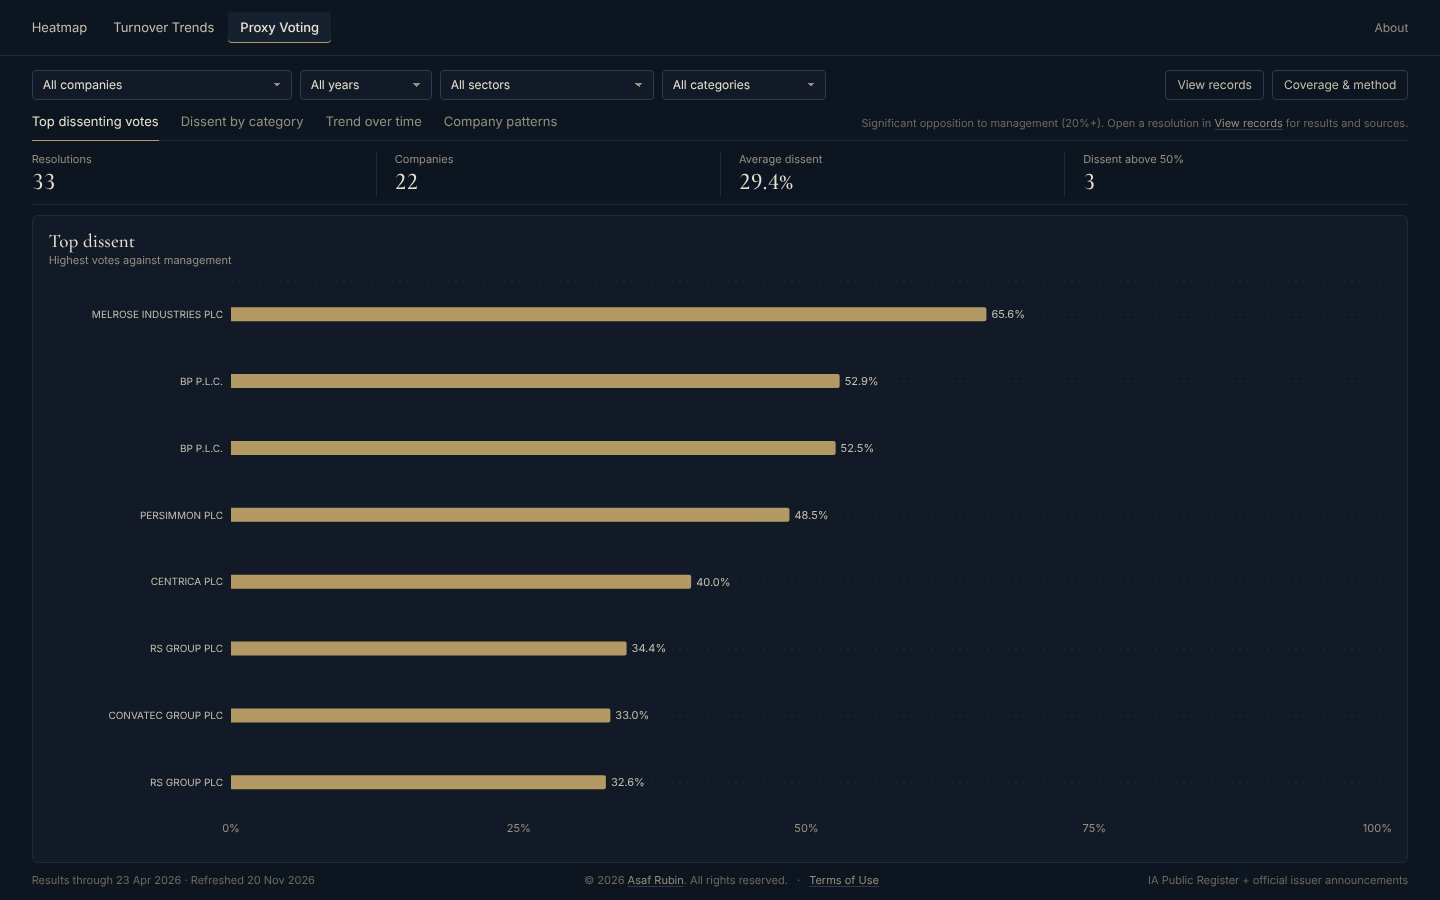 Heatmap Turnover Trends Proxy Voting About
All companies All years All sectors All categories View records Coverage & method
Top dissenting votes Dissent by category Trend over time Company patterns Significant opposition to management (20%+). Open a resolution in View records for results and sources.
Resolutions Companies Average dissent Dissent above 50%
33 22 29.4% 3
Top dissent
Highest votes against management
MELROSE INDUSTRIES PLC 65.6%
BP P.L.C. 52.9%
BP P.L.C. 52.5%
PERSIMMON PLC 48.5%
CENTRICA PLC 40.0%
RS GROUP PLC 34.4%
CONVATEC GROUP PLC 33.0%
RS GROUP PLC 32.6%
0% 25% 50% 75% 100%
Results through 23 Apr 2026 · Refreshed 20 Nov 2026 © 2026 Asaf Rubin. All rights reserved. · Terms of Use IA Public Register + official issuer announcements